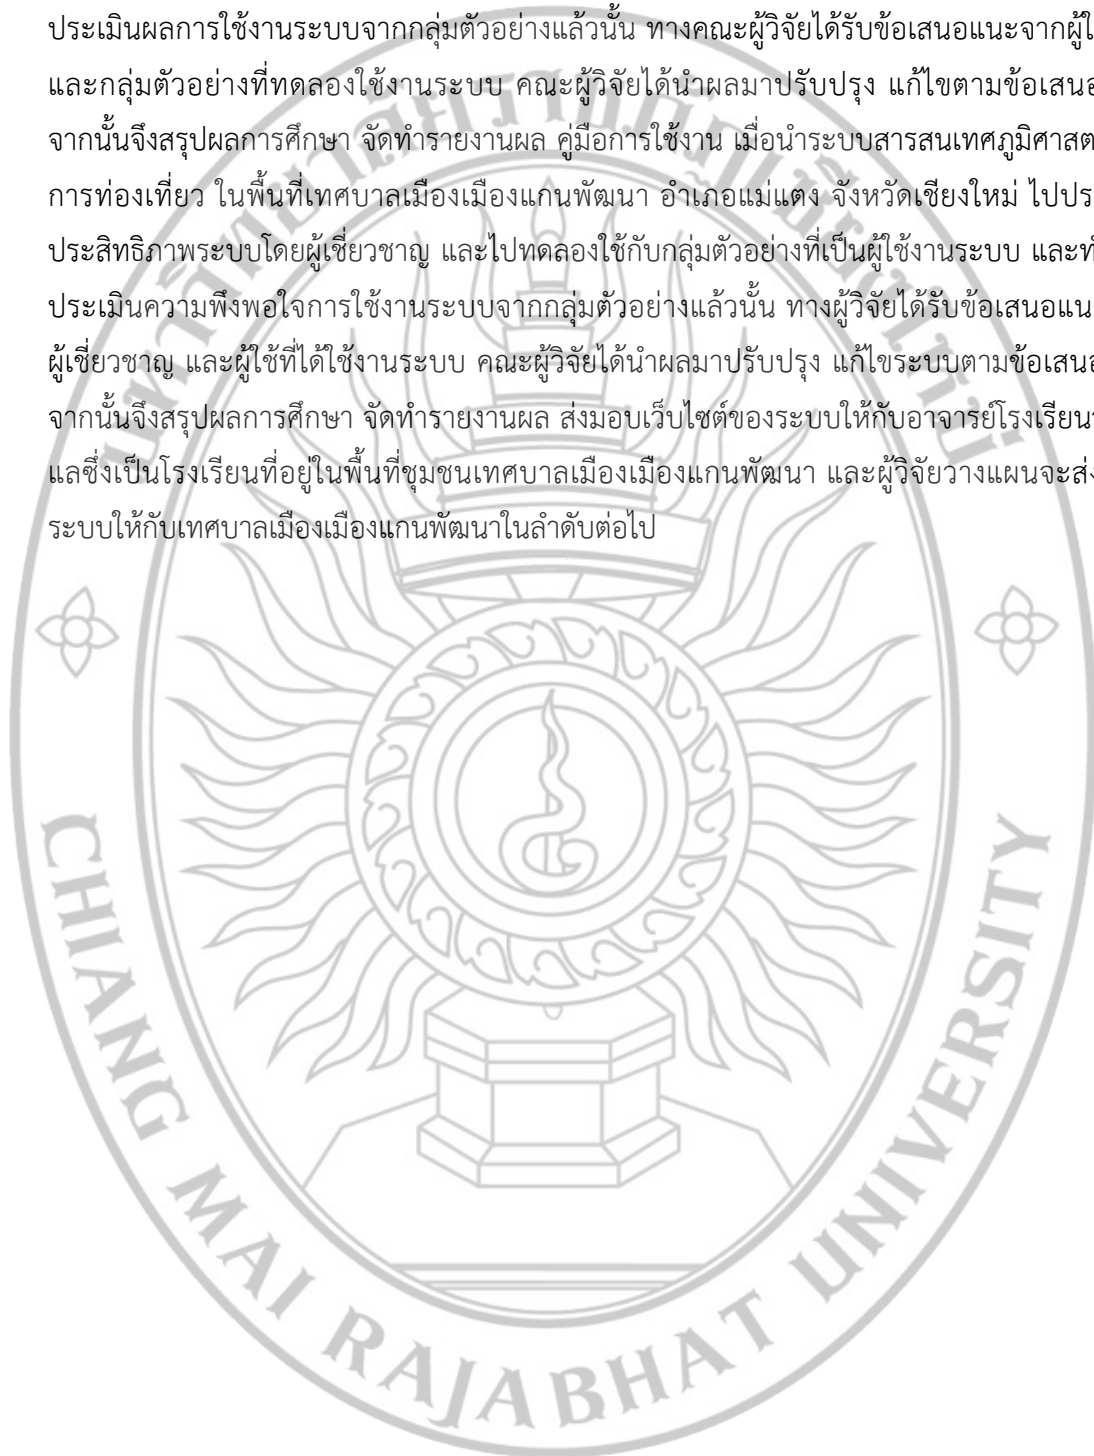 ประเมินผลการใช้งานระบบจากกลุ่มตัวอย่างแล้วนั้น ทางคณะผู้วิจัยได้รับข้อเสนอแนะจาก
และกลุ่มตัวอย่างที่ทดลองใช้งานระบบ คณะผู้วิจัยได้นำผลมาปรับปรุง แก้ไขตามข้อเสนอ
จากนั้นจึงสรุปผลการศึกษา จัดทำรายงานผล คู่มือการใช้งาน เมื่อนำระบบสารสนเทศ
การท่องเที่ยว ในพื้นที่เทศบาลเมืองเมืองแกนพัฒนา อำเภอแม่แตง จังหวัดเชียงใหม่ ไป
ประสิทธิภาพระบบโดยผู้เชี่ยวชาญ และไปทดลองใช้กับกลุ่มตัวอย่างที่เป็นผู้ใช้งานระบบ
ประเมินความพึงพอใจการใช้งานระบบจากกลุ่มตัวอย่างแล้วนั้น ทางผู้วิจัยได้รับข้อเสนอแน
ผู้เชี่ยวชาญ และผู้ใช้ที่ได้ใช้งานระบบ คณะผู้วิจัยได้นำผลมาปรับปรุง แก้ไขระบบตามข้อเสนอ
จากนั้นจึงสรุปผลการศึกษา จัดทำรายงานผล ส่งมอบเว็บไซต์ของระบบให้กับอาจารย์
แลซึ่งเป็นโรงเรียนที่อยู่ในพื้นที่ชุมชนเทศบาลเมืองเมืองแกนพัฒนา และผู้วิจัยวางแผนจะส่ง
ระบบให้กับเทศบาลเมืองเมืองแกนพัฒนาในลำดับต่อไป
มหาวิทยาลัยราชภัฏเชียงใหม่
CHIANG MAI RAJABHAT UNIVERSITY